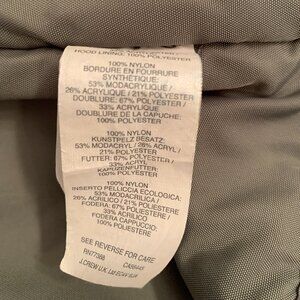 HOOD LINING: 100% POLYESTER
100% NYLON
BORDURE EN FOURRURE
SYNTHÉTIQUE:
53% MODACRYLIQUE /
26% ACRYLIQUE / 21% POLYESTER
DOUBLURE: 67% POLYESTER /
33% ACRYLIQUE
DOUBLURE DE LA CAPUCHE:
100% POLYESTER
100% NYLON
KUNSTPELZ BESATZ:
53% MODACRYL / 26% ACRYL /
21% POLYESTER
FUTTER: 67% POLYESTER /
33% ACRYL
KAPUZENFUTTER:
100% POLYESTER
100% NYLON
INSERTO PELLICCIA ECOLOGICA:
53% MODACRILICA /
26% ACRILICO / 21% POLIESTERE
FODERA: 67% POLIESTERE /
33% ACRILICO
FODERA CAPPUCCIO:
100% POLIESTERE
SEE REVERSE FOR CARE
RN77388
J.CREW U.K.